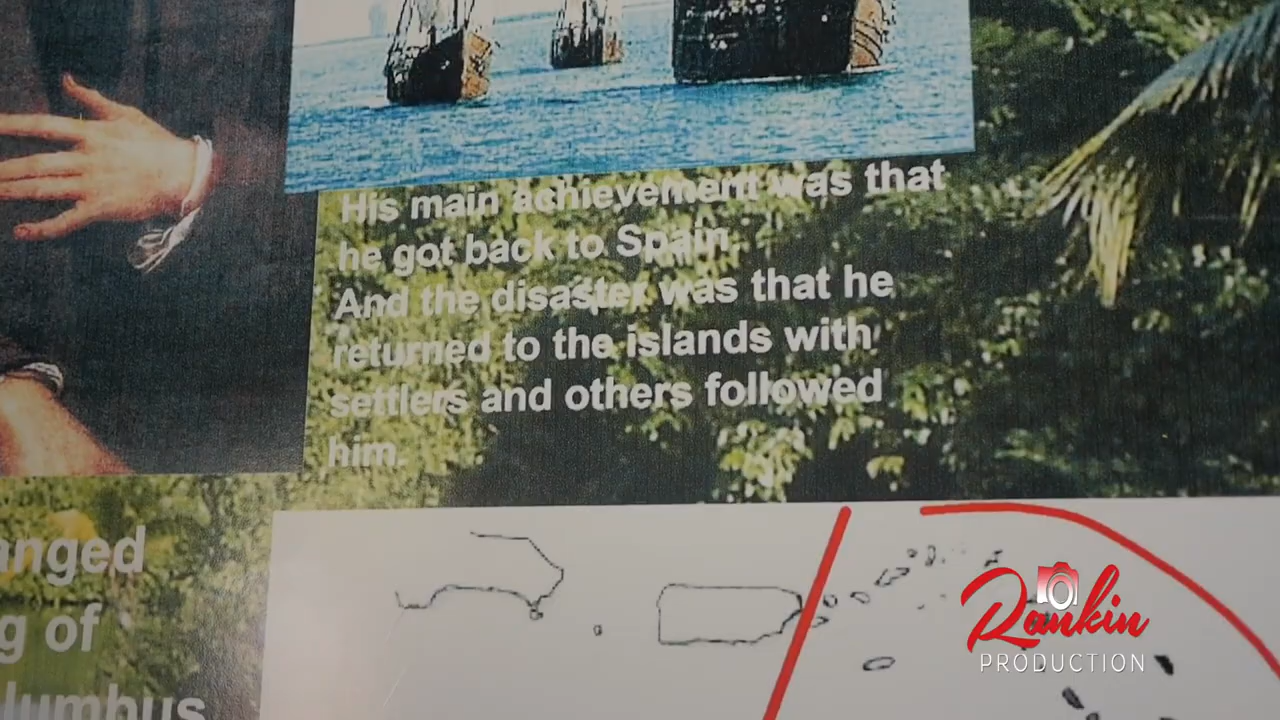 His main achievement was that
he got back to Spain
And the disaster was that he
returned to the islands with
settlers and others followed
him.
anged
g of
lumbus
Rankin
PRODUCTION